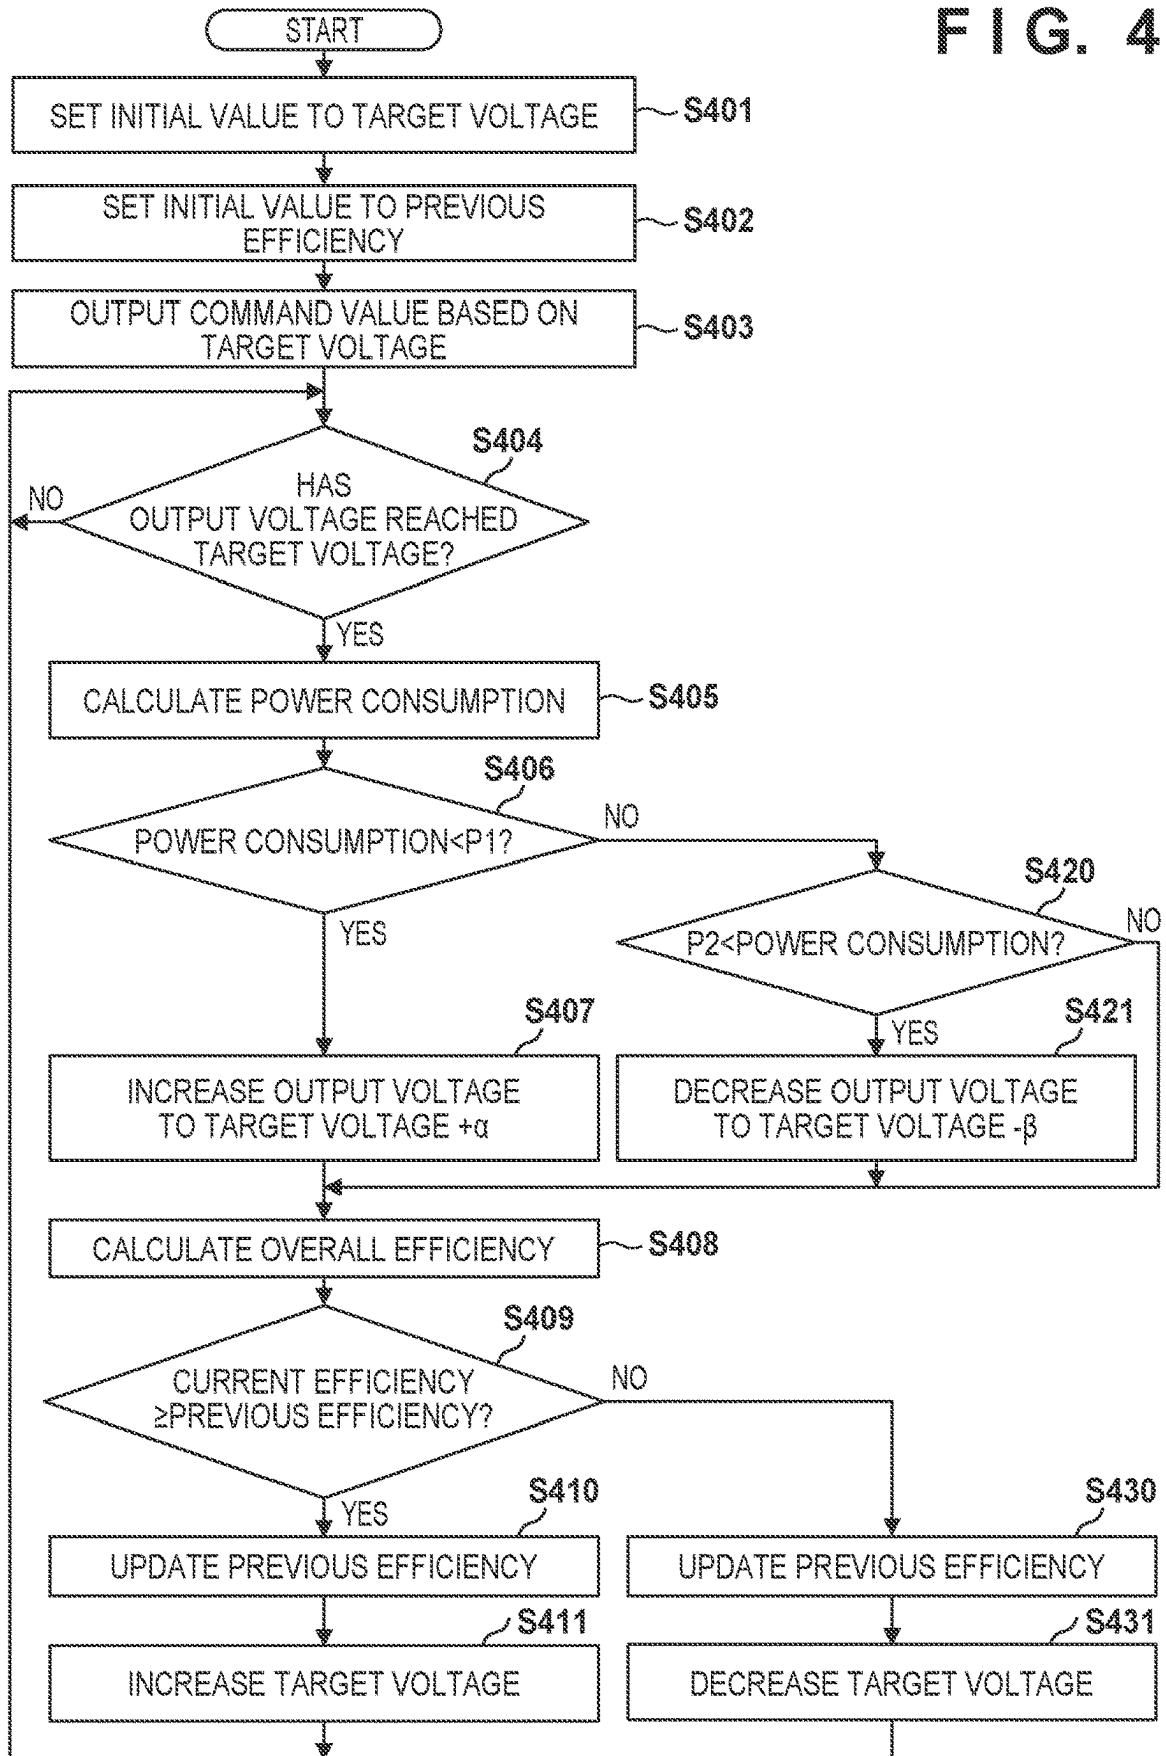 FIG. 4
START
SET INITIAL VALUE TO TARGET VOLTAGE
S401
SET INITIAL VALUE TO PREVIOUS
EFFICIENCY
S402
OUTPUT COMMAND VALUE BASED ON
TARGET VOLTAGE
S403
S404
HAS
OUTPUT VOLTAGE REACHED
TARGET VOLTAGE?
NO
YES
CALCULATE POWER CONSUMPTION
S405
S406
POWER CONSUMPTION<P1?
NO
YES
S420
P2<POWER CONSUMPTION?
NO
YES
S407
INCREASE OUTPUT VOLTAGE
TO TARGET VOLTAGE +α
S421
DECREASE OUTPUT VOLTAGE
TO TARGET VOLTAGE -β
CALCULATE OVERALL EFFICIENCY
S408
S409
CURRENT EFFICIENCY
≥PREVIOUS EFFICIENCY?
NO
YES
S410
UPDATE PREVIOUS EFFICIENCY
S430
UPDATE PREVIOUS EFFICIENCY
S411
INCREASE TARGET VOLTAGE
S431
DECREASE TARGET VOLTAGE